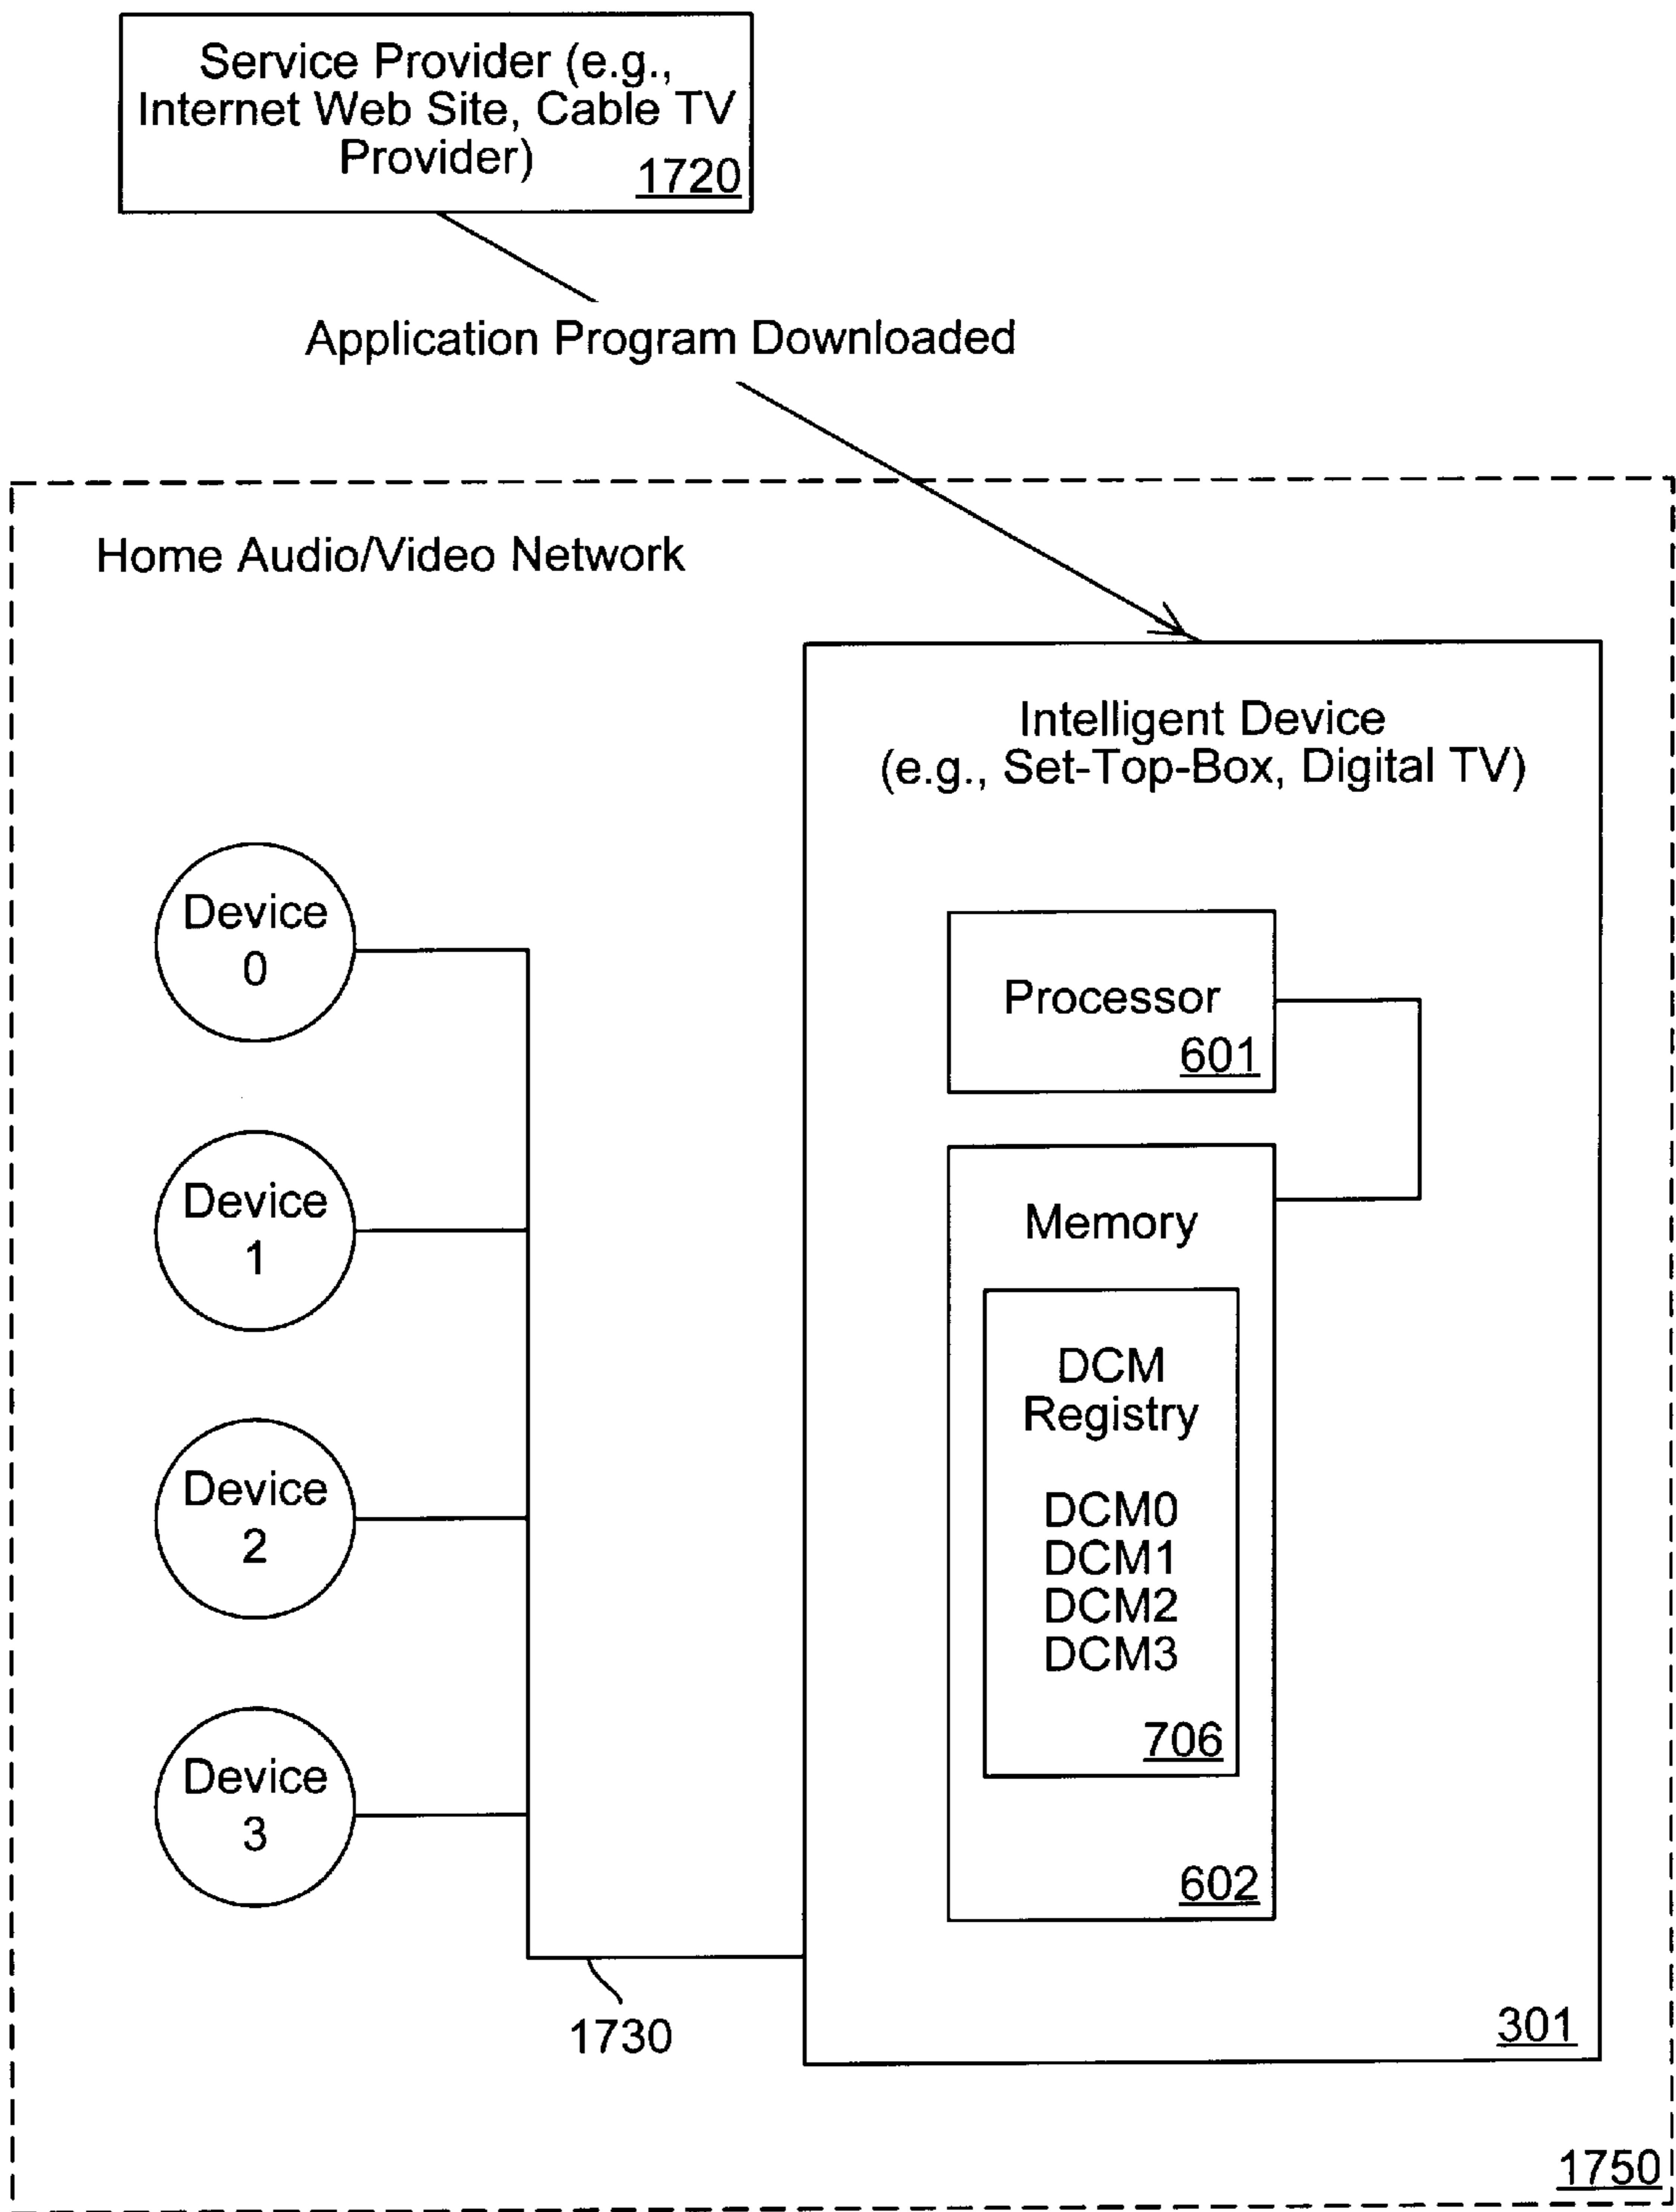 Service Provider (e.g.,
Internet Web Site, Cable TV
Provider)
1720
Application Program Downloaded
Home Audio/Video Network
Intelligent Device
(e.g., Set-Top-Box, Digital TV)
Device
0
Processor
601
Device
1
Memory
DCM
Registry
Device
2
DCM0
DCM1
DCM2
DCM3
706
Device
3
602
1730
301
1750